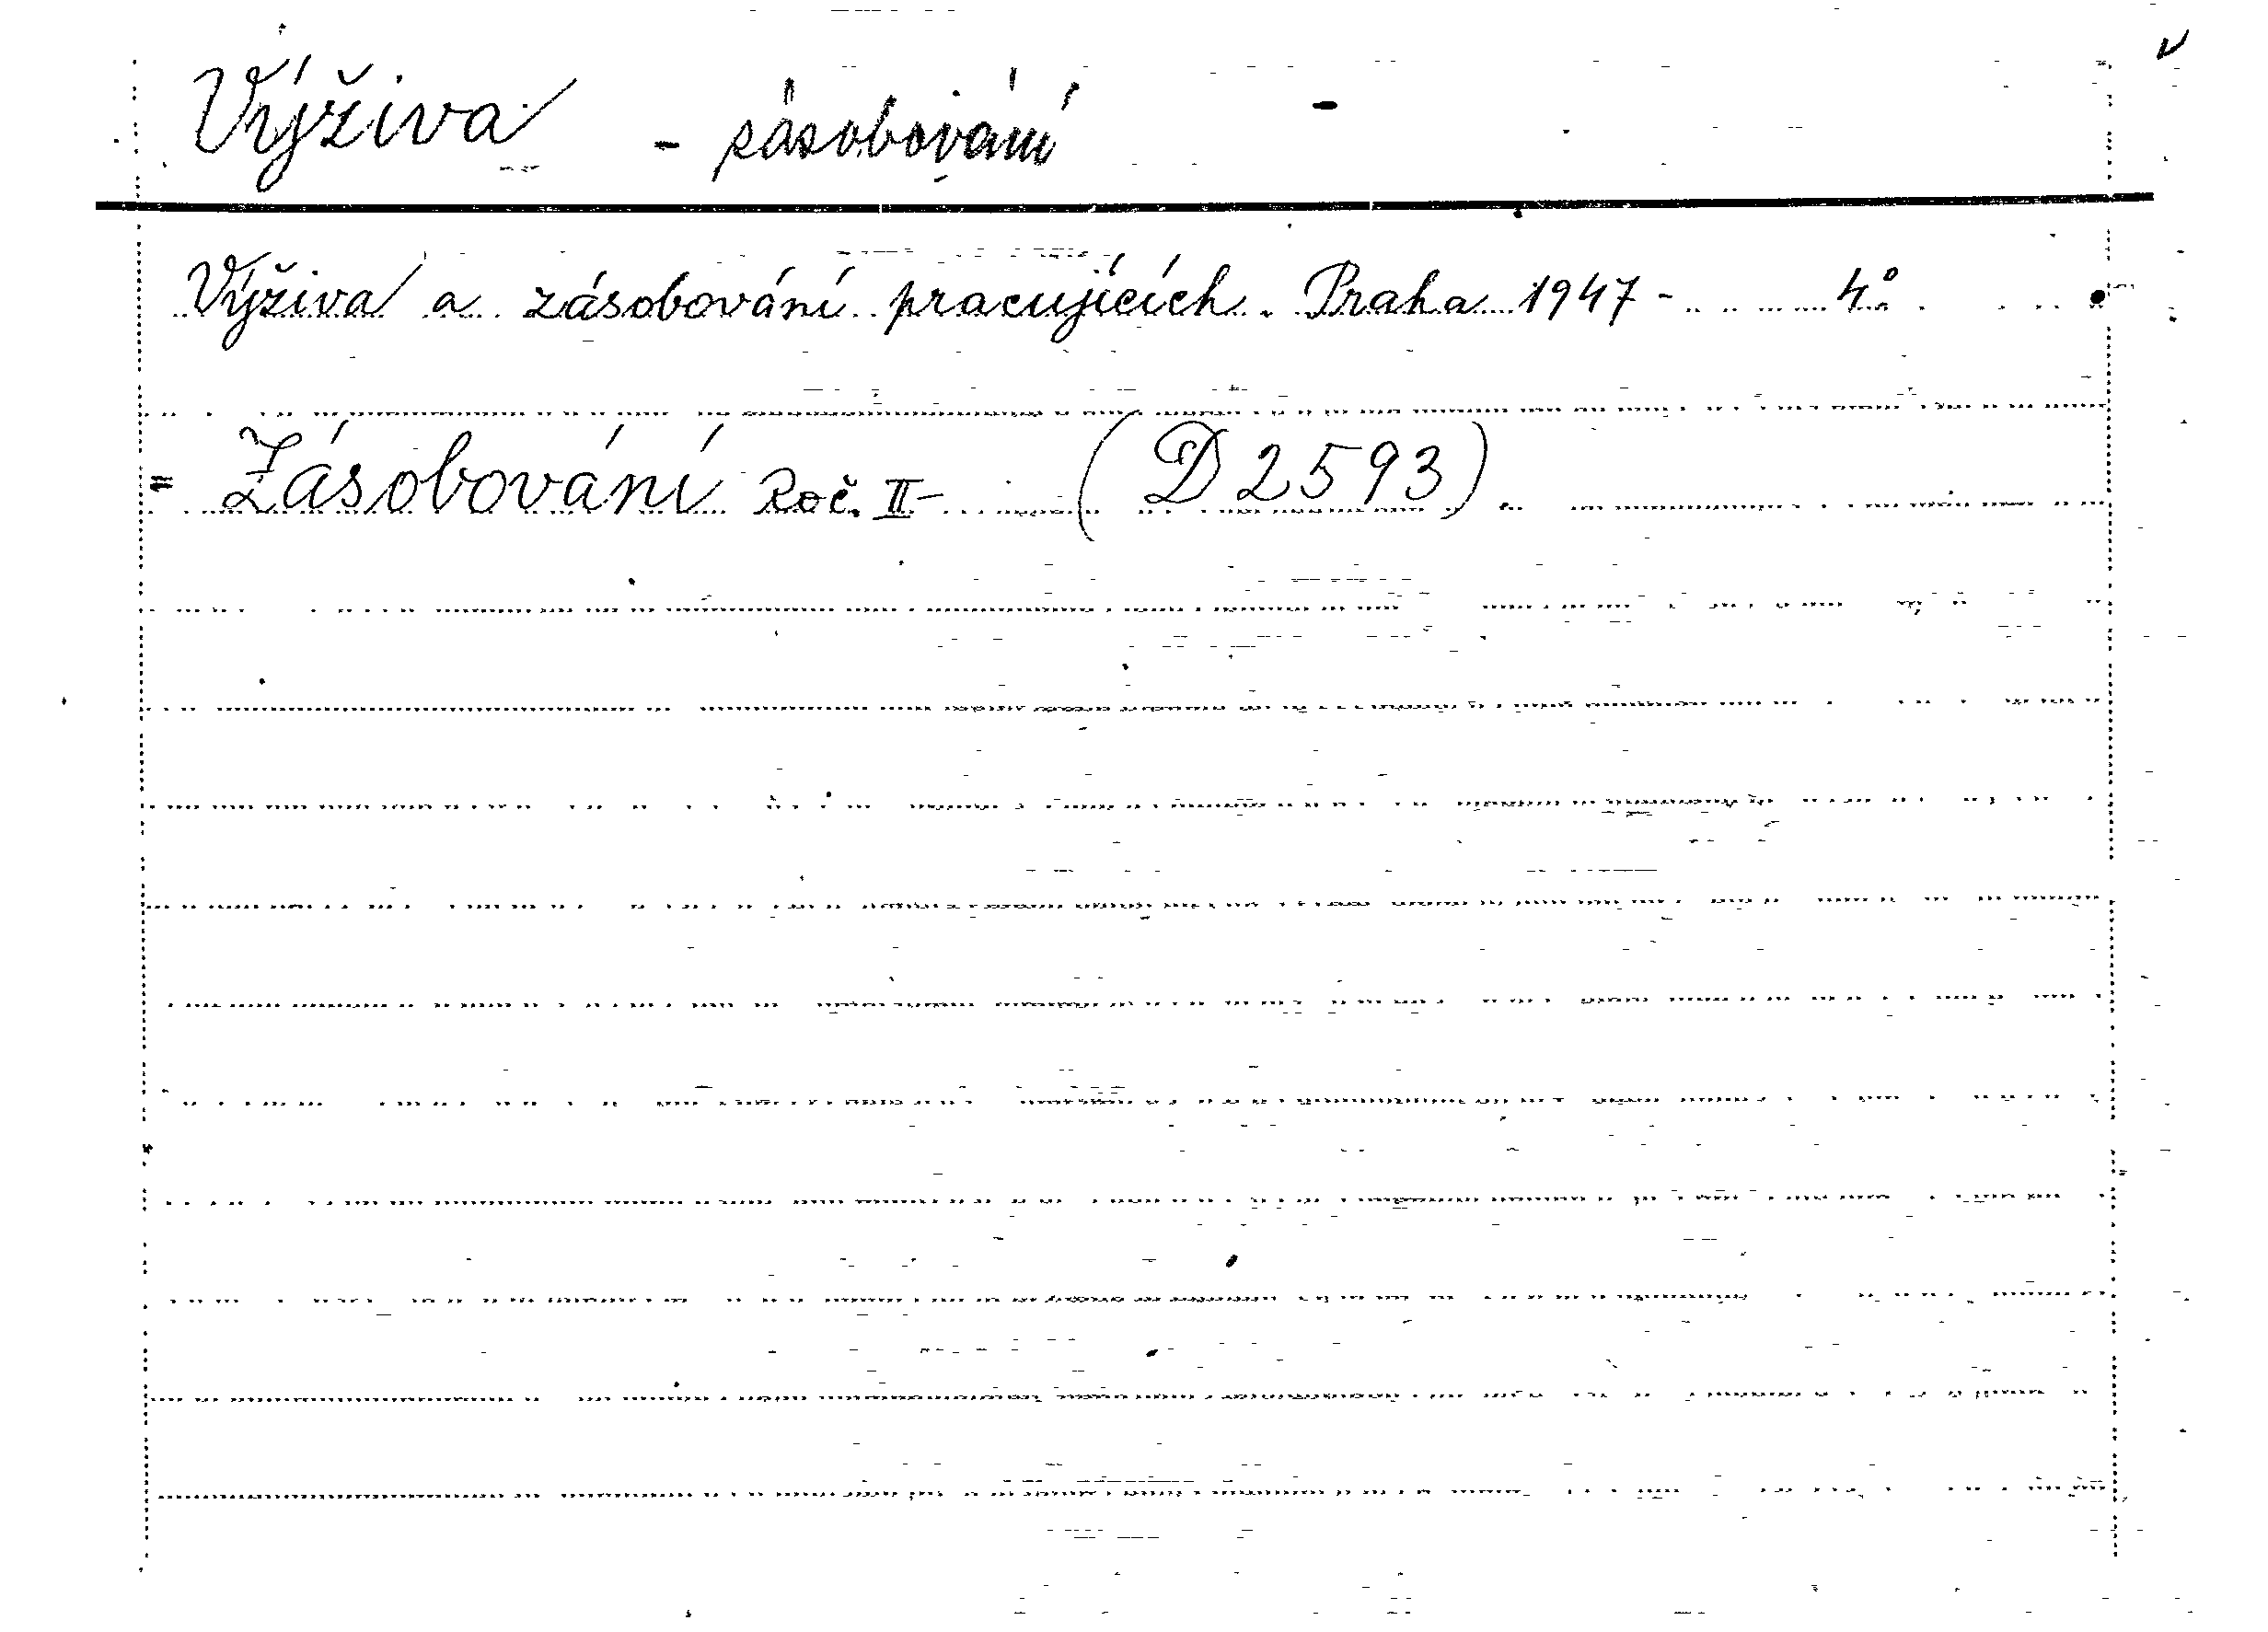 Výživa - zásobování -
Výživa a zásobování pracujících. Praha 1947- 4°
= Zásobování Roč. II- (D 2593).